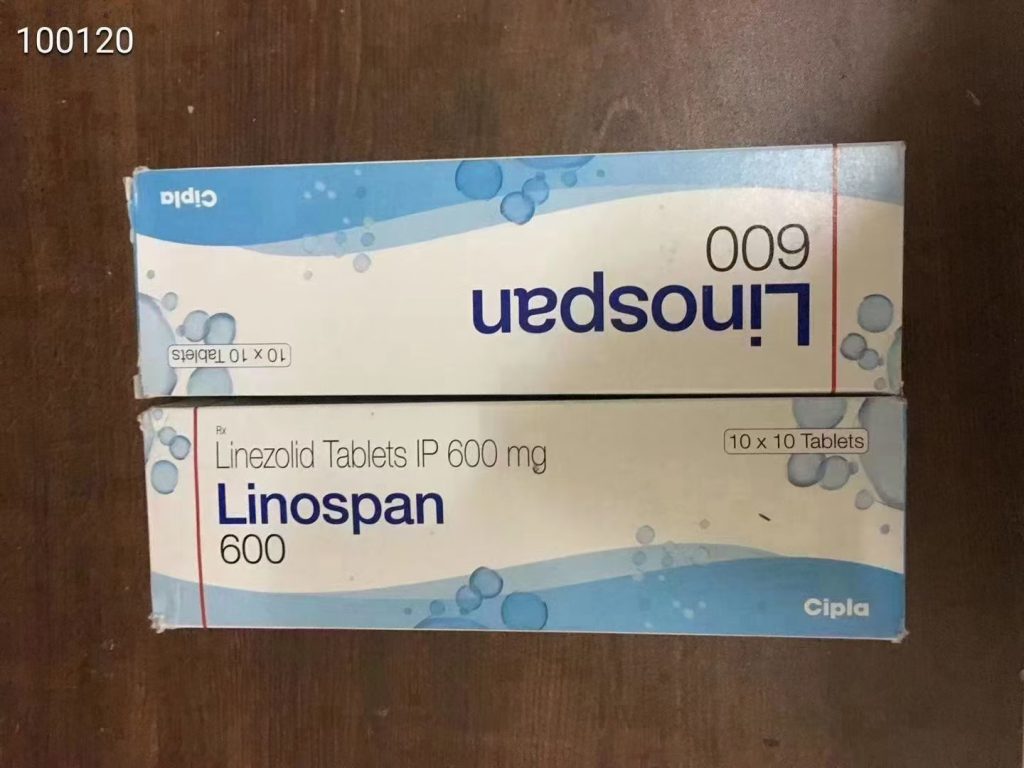 100120
Cipla
600
Linospan
10 x 10 Tablets
Rx
Linezolid Tablets IP 600 mg
10 x 10 Tablets
Linospan
600
Cipla